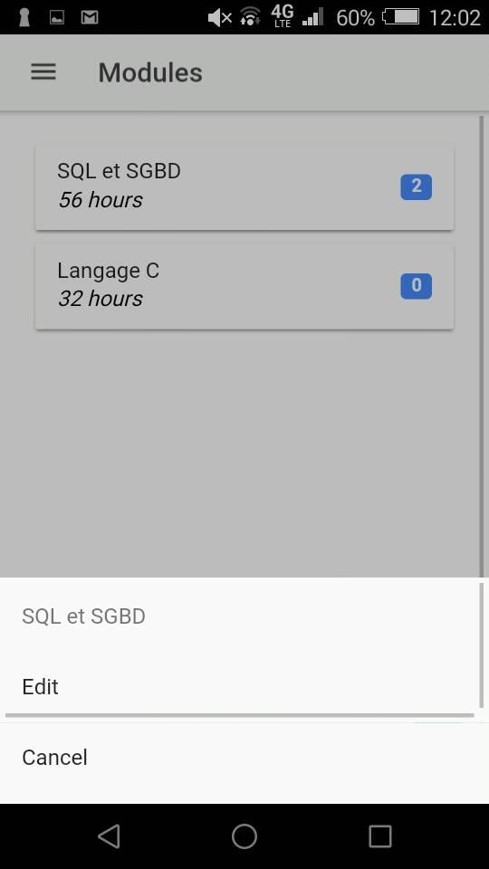 4G
LTE
60%
12:02
Modules
SQL et SGBD
56 hours
2
Langage C
32 hours
0
SQL et SGBD
Edit
Cancel